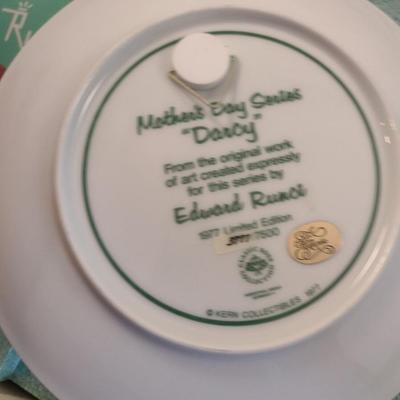 Mother's Day Series
"Darcy"
From the original work
of art created expressly
for this series by
Edward Runci
1977 Limited Edition
/7500
© KERN COLLECTIBLES 1977